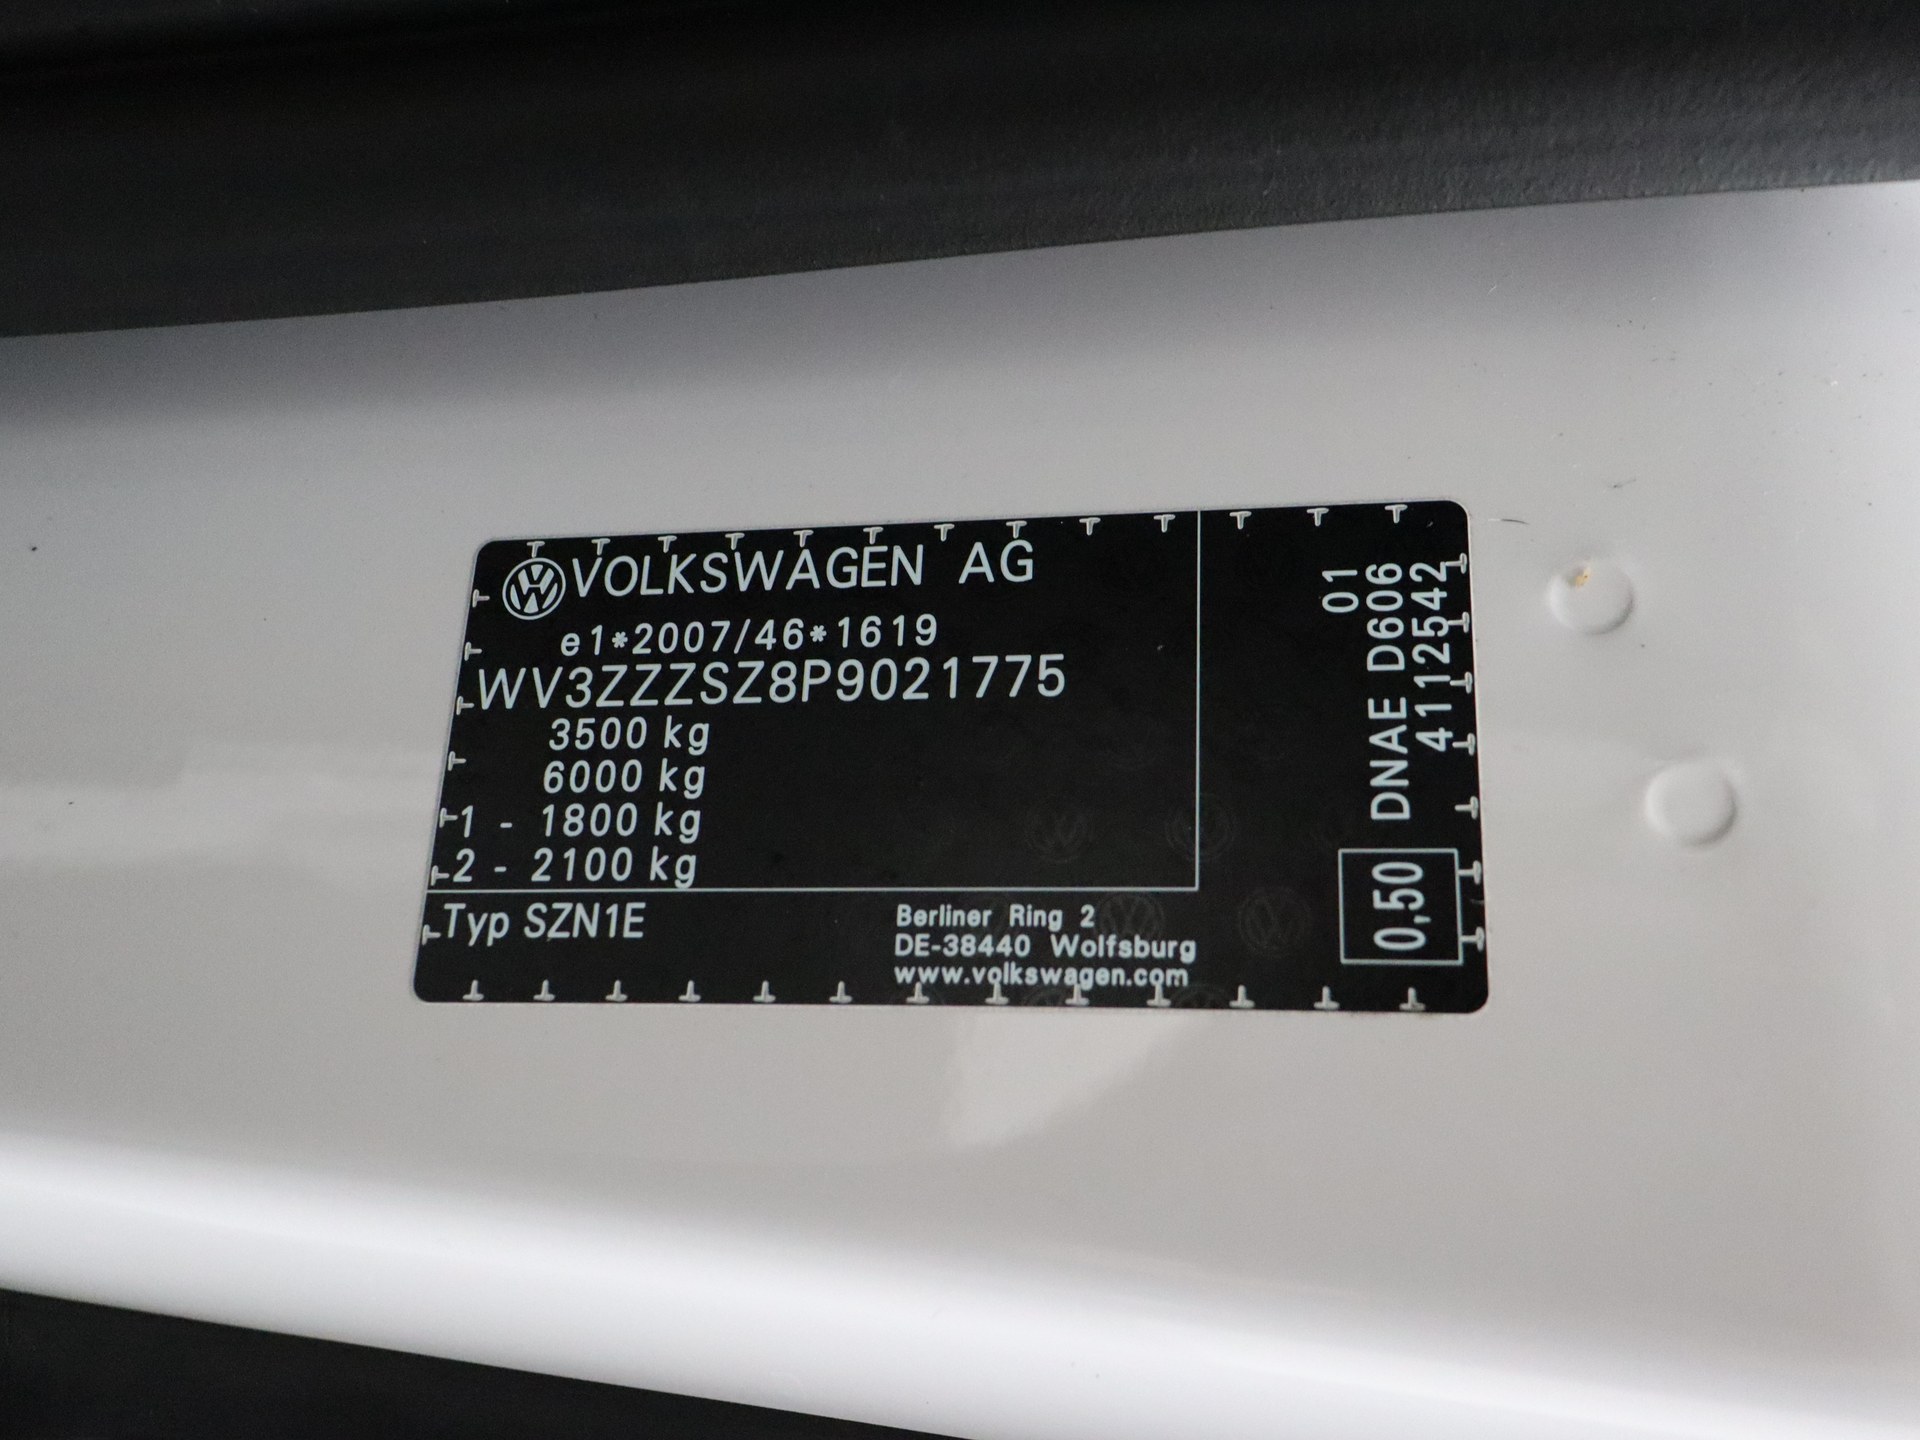 VOLKSWAGEN AG
e1*2007/46*1619
WV3ZZZSZ8P9021775
3500 kg
6000 kg
1 - 1800 kg
2 - 2100 kg
Typ SZN1E
Berliner Ring 2
DE-38440 Wolfsburg
www.volkswagen.com
01
DNAE D606
41112542
0,50